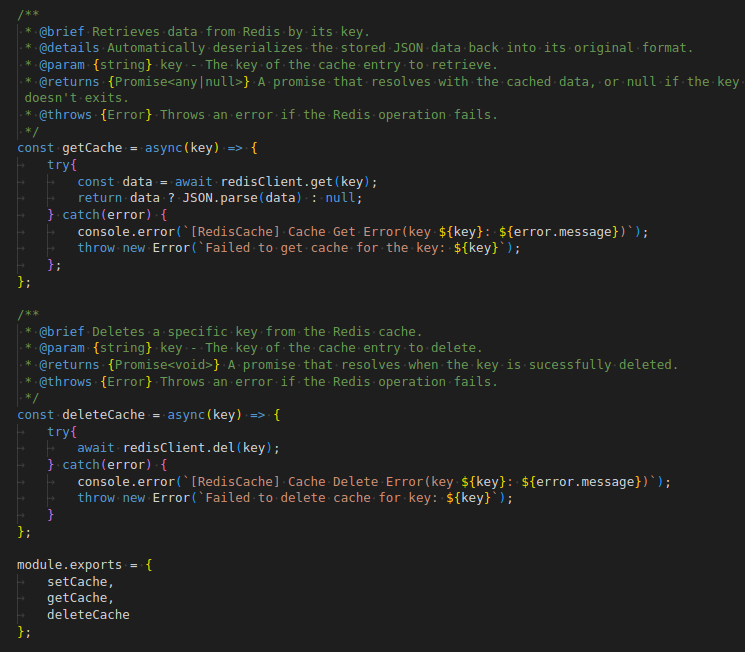 /**
 * @brief Retrieves data from Redis by its key.
 * @details Automatically deserializes the stored JSON data back into its original format.
 * @param {string} key - The key of the cache entry to retrieve.
 * @returns {Promise<any|null>} A promise that resolves with the cached data, or null if the key
 doesn't exits.
 * @throws {Error} Throws an error if the Redis operation fails.
 */
const getCache = async(key) => {
	try{
		const data = await redisClient.get(key);
		return data ? JSON.parse(data) : null;
	} catch(error) {
		console.error(`[RedisCache] Cache Get Error(key ${key}: ${error.message})`);
		throw new Error(`Failed to get cache for the key: ${key}`);
	};
};

/**
 * @brief Deletes a specific key from the Redis cache.
 * @param {string} key - The key of the cache entry to delete.
 * @returns {Promise<void>} A promise that resolves when the key is sucessfully deleted.
 * @throws {Error} Throws an error if the Redis operation fails.
 */
const deleteCache = async(key) => {
	try{
		await redisClient.del(key);
	} catch(error) {
		console.error(`[RedisCache] Cache Delete Error(key ${key}: ${error.message})`);
		throw new Error(`Failed to delete cache for key: ${key}`);
	}
};

module.exports = {
	setCache,
	getCache,
	deleteCache
};